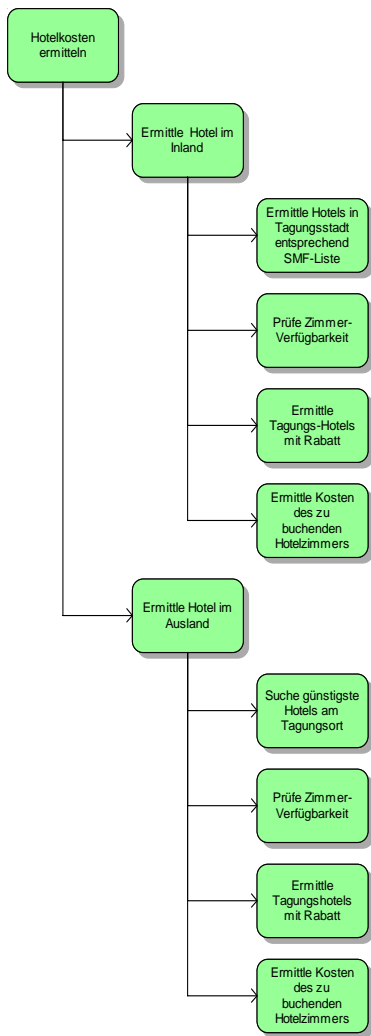 Hotelkosten
ermitteln
Ermittle Hotel im
Inland
Ermittle Hotels in
Tagungsstadt
entsprechend
SMF-Liste
Prüfe Zimmer-
Verfügbarkeit
Ermittle
Tagungs-Hotels
mit Rabatt
Ermittle Kosten
des zu
buchenden
Hotelzimmers
Ermittle Hotel im
Ausland
Suche günstigste
Hotels am
Tagungsort
Prüfe Zimmer-
Verfügbarkeit
Ermittle
Tagungshotels
mit Rabatt
Ermittle Kosten
des zu
buchenden
Hotelzimmers